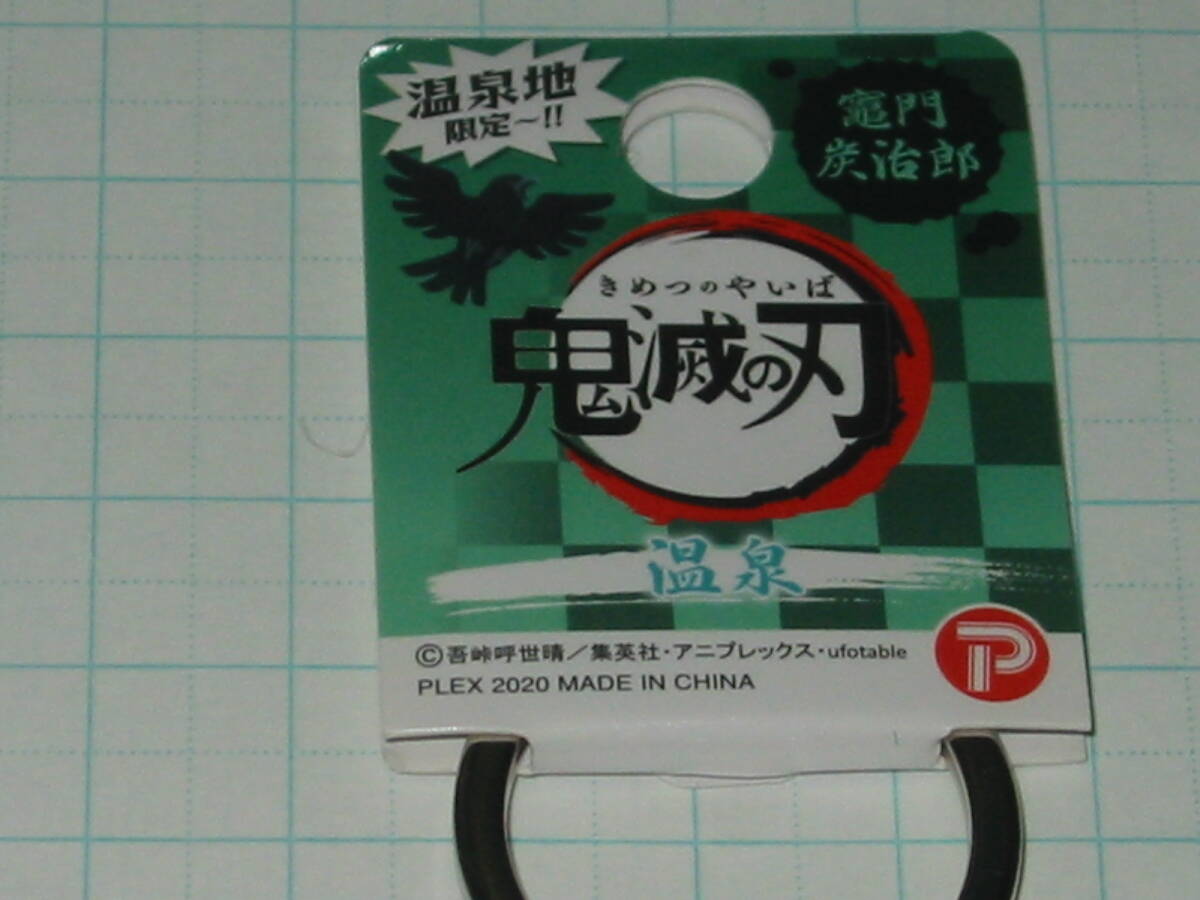 温泉地
限定～!!
竈門
炭治郎
きめつのやいば
鬼滅の刃
温泉
©吾峠呼世晴／集英社・アニプレックス・ufotable
PLEX 2020 MADE IN CHINA
P